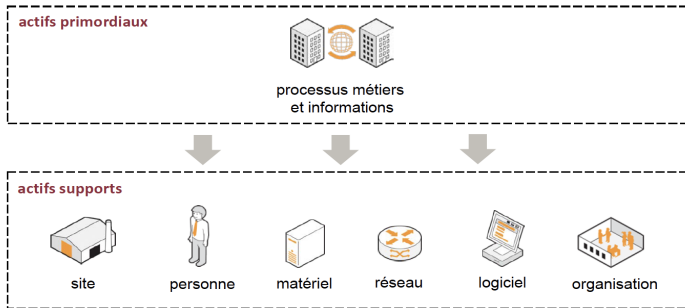 actifs primordiaux
processus métiers
et informations
actifs supports
site
personne
matériel
réseau
logiciel
organisation